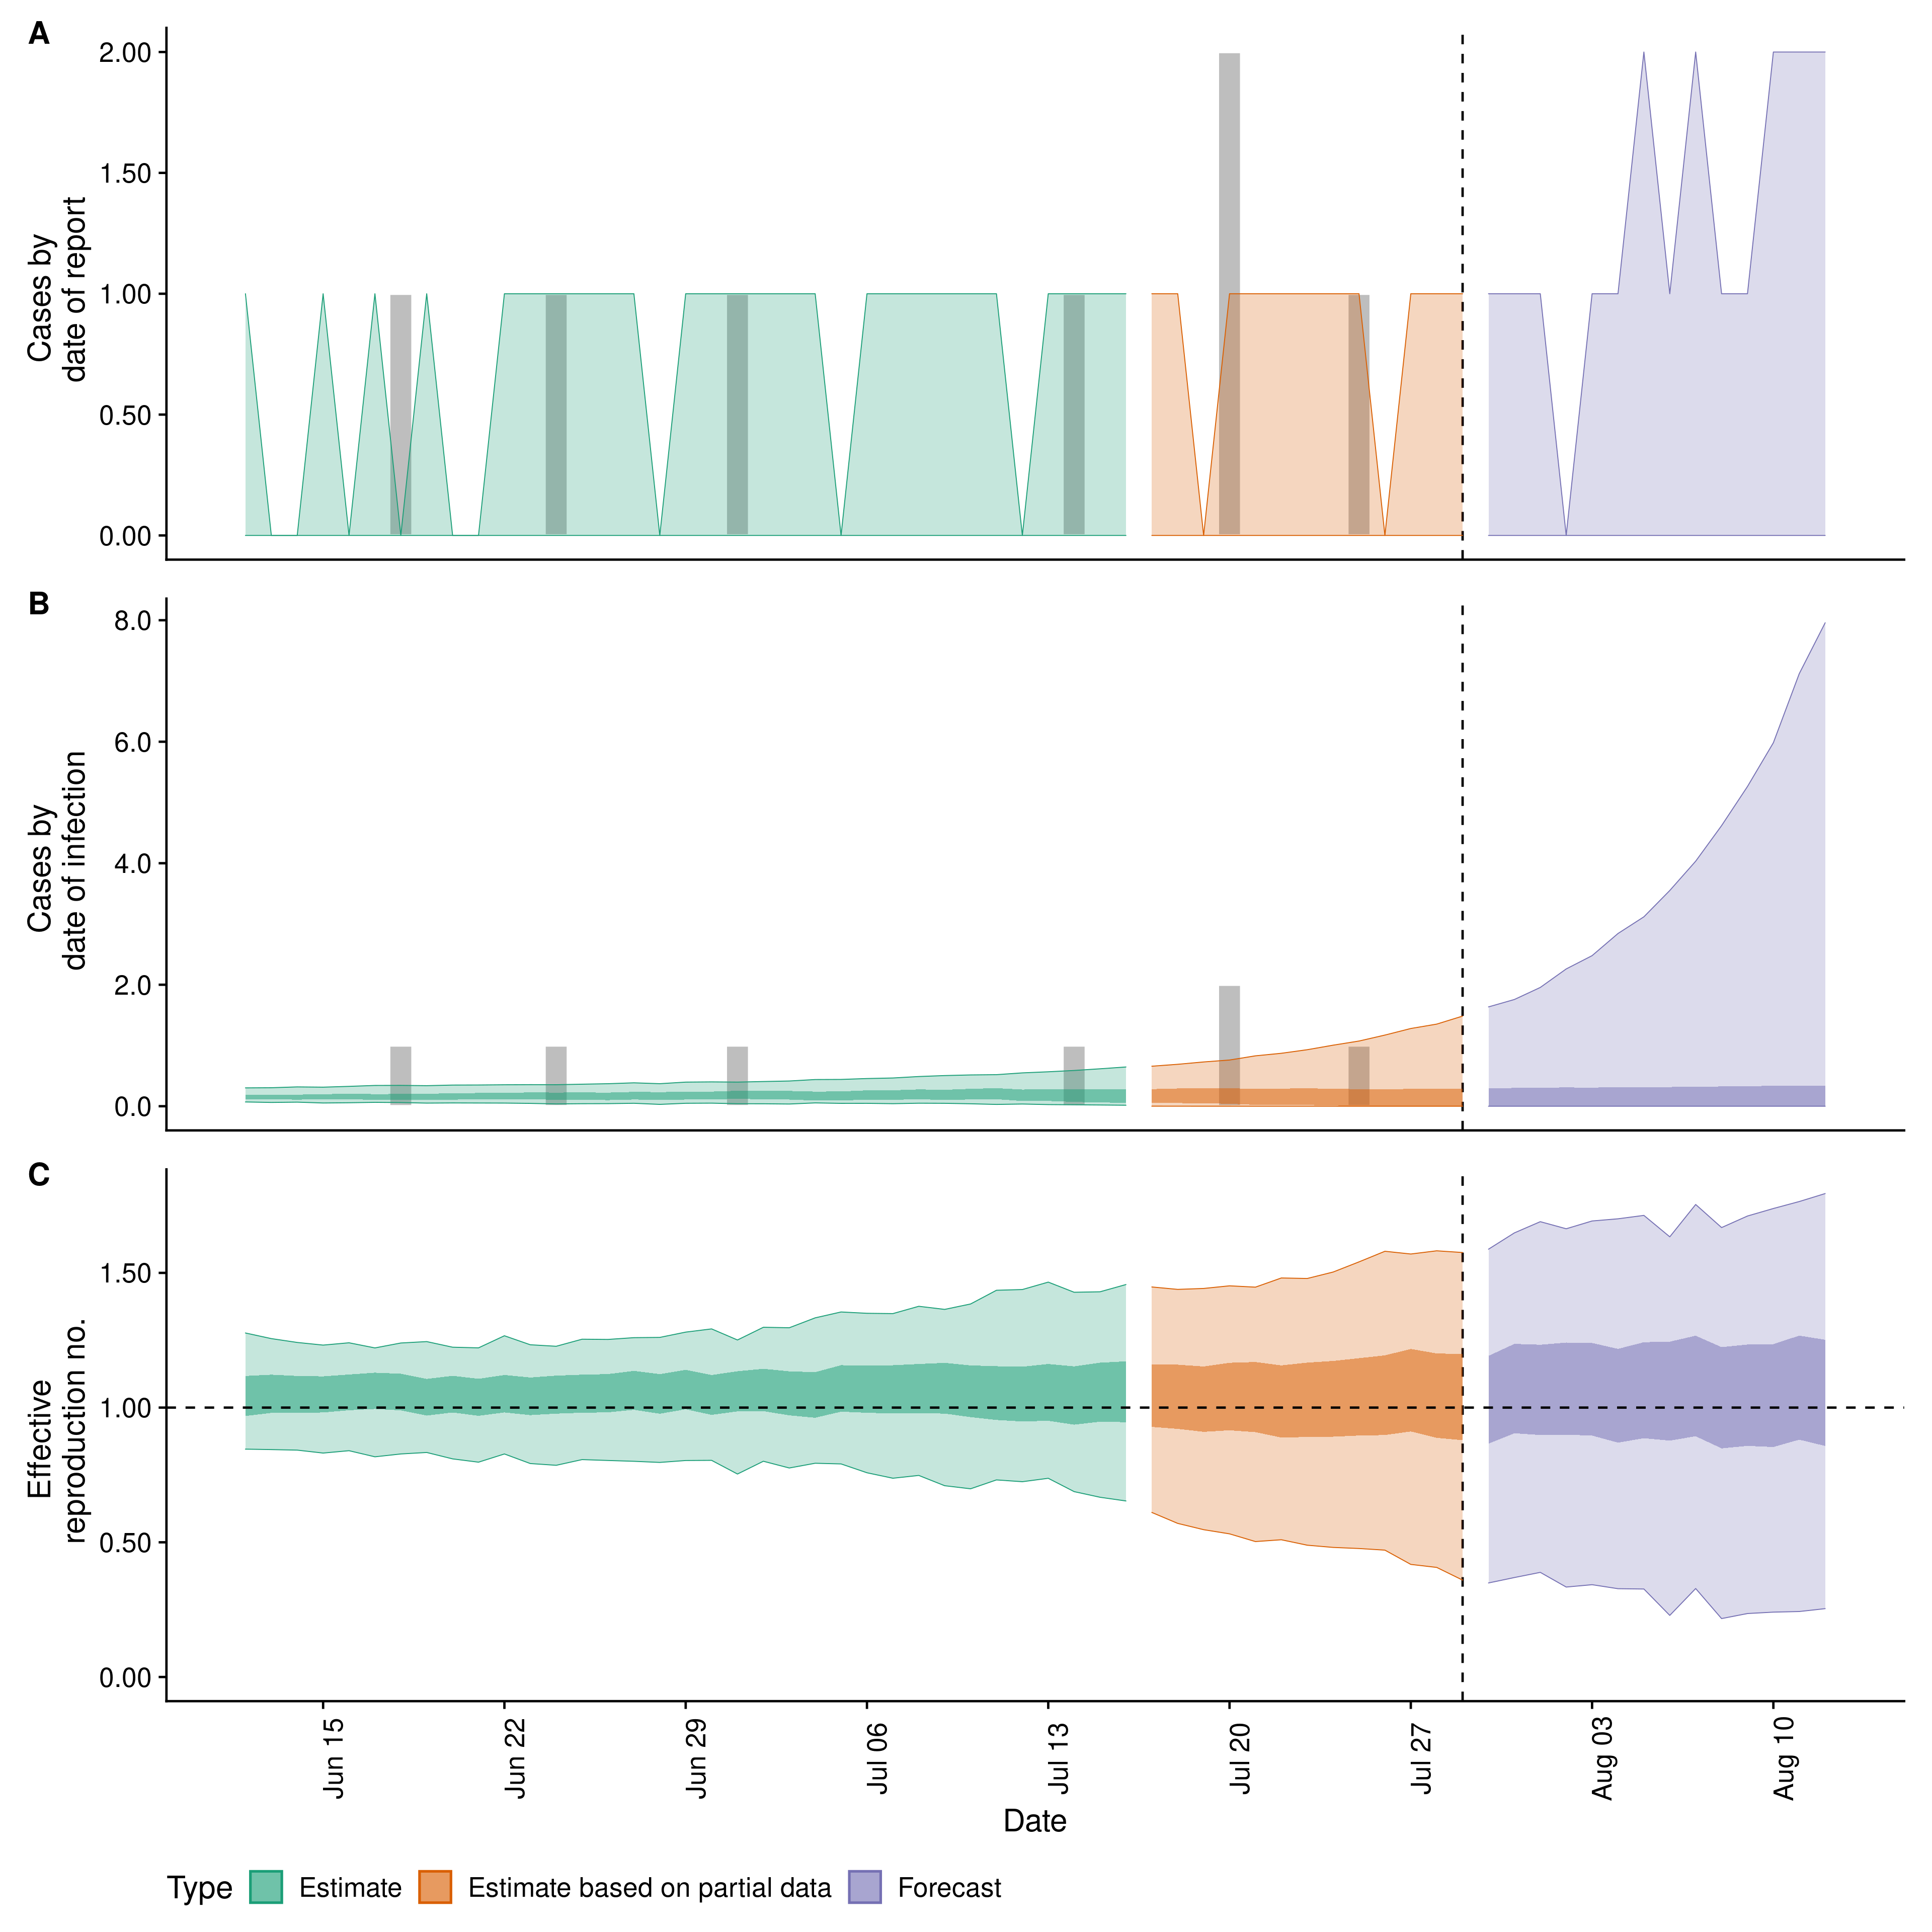 A
2.00
1.50
1.00
0.50
0.00
Cases by
date of report
B
8.0
6.0
4.0
2.0
0.0
Cases by
date of infection
C
1.50
1.00
0.50
0.00
Effective
reproduction no.
Jun 15
Jun 22
Jun 29
Jul 06
Jul 13
Jul 20
Jul 27
Aug 03
Aug 10
Date
Type
Estimate
Estimate based on partial data
Forecast